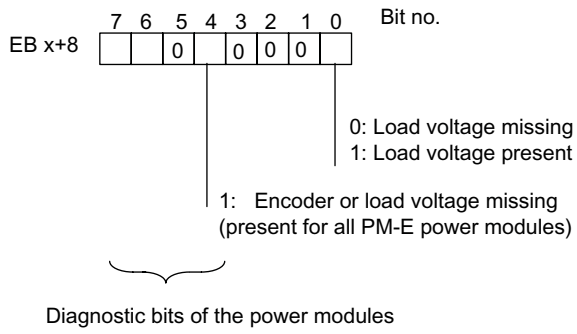 7 6 5 4 3 2 1 0 Bit no.
EB x+8 0 0 0 0
0: Load voltage missing
1: Load voltage present
1: Encoder or load voltage missing
(present for all PM-E power modules)
Diagnostic bits of the power modules